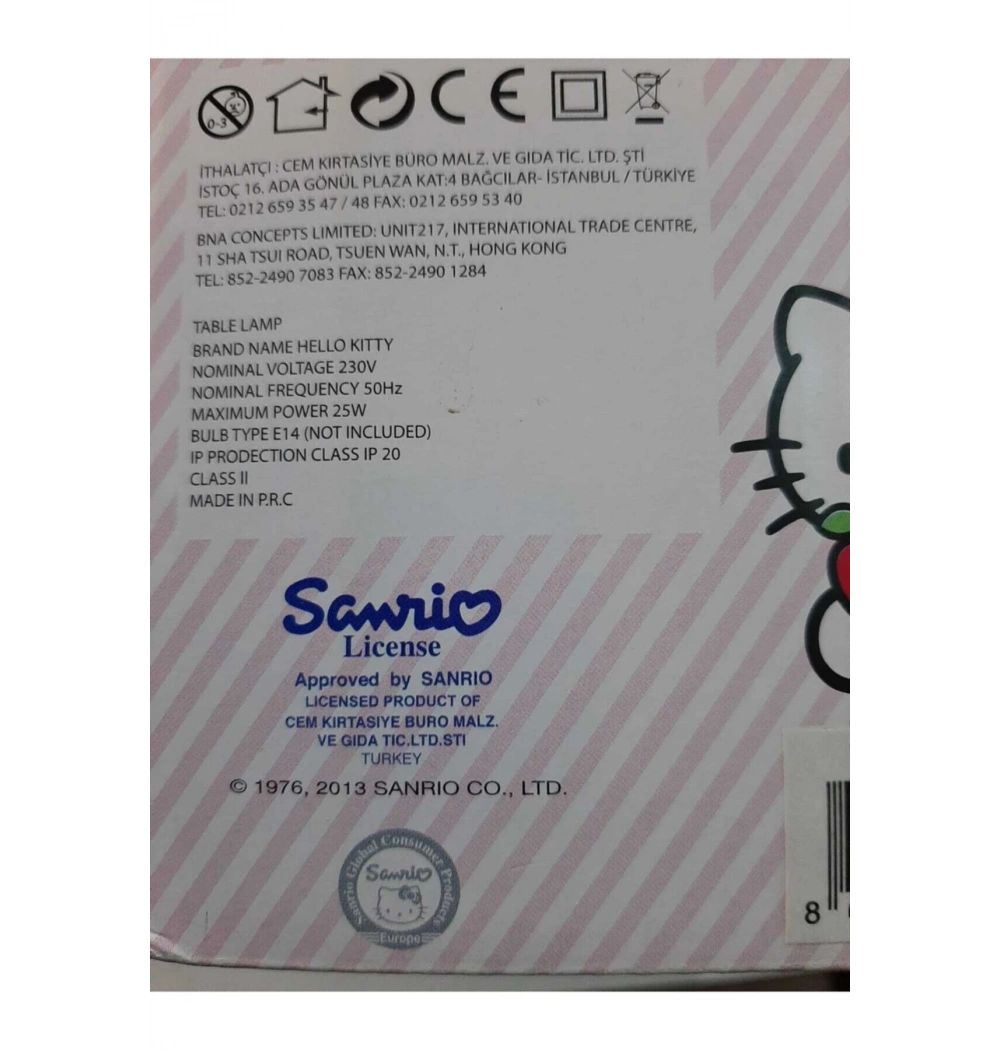 0-3
CE
İTHALATÇI : CEM KIRTASİYE BÜRO MALZ. VE GIDA TİC. LTD. ŞTİ
İSTOÇ 16. ADA GÖNÜL PLAZA KAT:4 BAĞCILAR- İSTANBUL / TÜRKİYE
TEL: 0212 659 35 47 / 48 FAX: 0212 659 53 40
BNA CONCEPTS LIMITED: UNIT217, INTERNATIONAL TRADE CENTRE,
11 SHA TSUI ROAD, TSUEN WAN, N.T., HONG KONG
TEL: 852-2490 7083 FAX: 852-2490 1284
TABLE LAMP
BRAND NAME HELLO KITTY
NOMINAL VOLTAGE 230V
NOMINAL FREQUENCY 50Hz
MAXIMUM POWER 25W
BULB TYPE E14 (NOT INCLUDED)
IP PRODECTION CLASS IP 20
CLASS II
MADE IN P.R.C
Sanrio
License
Approved by SANRIO
LICENSED PRODUCT OF
CEM KIRTASIYE BURO MALZ.
VE GIDA TIC.LTD.STI
TURKEY
© 1976, 2013 SANRIO CO., LTD.
Sanrio Global Consumer Products
Sanrio
Europe
8